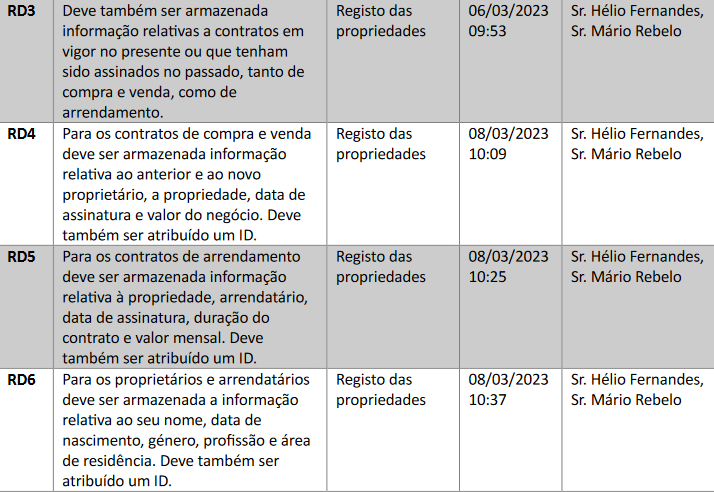 RD3 Deve também ser armazenada Registo das 06/03/2023 Sr. Hélio Fernandes,
informação relativas a contratos em propriedades 09:53 Sr. Mário Rebelo
vigor no presente ou que tenham
sido assinados no passado, tanto de
compra e venda, como de
arrendamento.
RD4 Para os contratos de compra e venda Registo das 08/03/2023 Sr. Hélio Fernandes,
deve ser armazenada informação propriedades 10:09 Sr. Mário Rebelo
relativa ao anterior e ao novo
proprietário, a propriedade, data de
assinatura e valor do negócio. Deve
também ser atribuído um ID.
RD5 Para os contratos de arrendamento Registo das 08/03/2023 Sr. Hélio Fernandes,
deve ser armazenada informação propriedades 10:25 Sr. Mário Rebelo
relativa à propriedade, arrendatário,
data de assinatura, duração do
contrato e valor mensal. Deve
também ser atribuído um ID.
RD6 Para os proprietários e arrendatários Registo das 08/03/2023 Sr. Hélio Fernandes,
deve ser armazenada a informação propriedades 10:37 Sr. Mário Rebelo
relativa ao seu nome, data de
nascimento, género, profissão e área
de residência. Deve também ser
atribuído um ID.